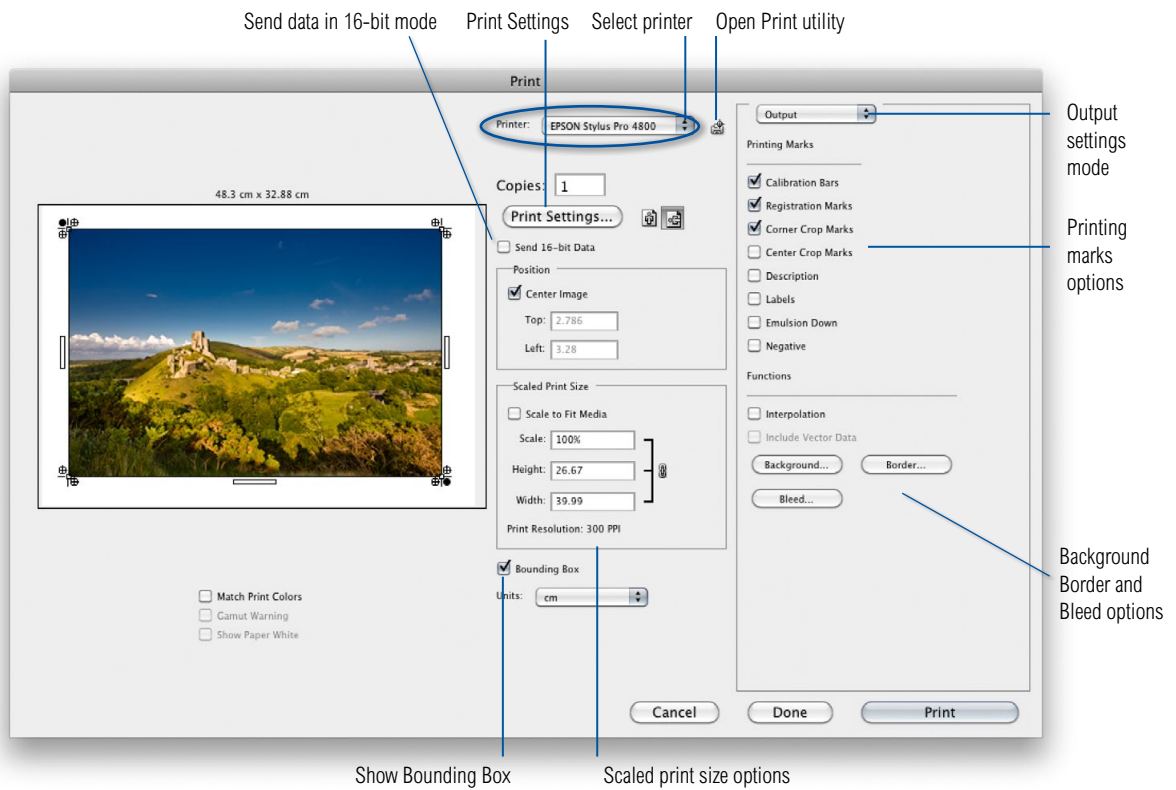 Send data in 16-bit mode
Print Settings
Select printer
Open Print utility
Print
Printer: EPSON Stylus Pro 4800
Copies: 1
Print Settings...
Send 16-bit Data
Position
Center Image
Top: 2.786
Left: 3.28
Scaled Print Size
Scale to Fit Media
Scale: 100%
Height: 26.67
Width: 39.99
Print Resolution: 300 PPI
Bounding Box
Units: cm
48.3 cm x 32.88 cm
Match Print Colors
Gamut Warning
Show Paper White
Output
Printing Marks
Calibration Bars
Registration Marks
Corner Crop Marks
Center Crop Marks
Description
Labels
Emulsion Down
Negative
Functions
Interpolation
Include Vector Data
Background...
Border...
Bleed...
Cancel
Done
Print
Output
settings
mode
Printing
marks
options
Background
Border and
Bleed options
Show Bounding Box
Scaled print size options